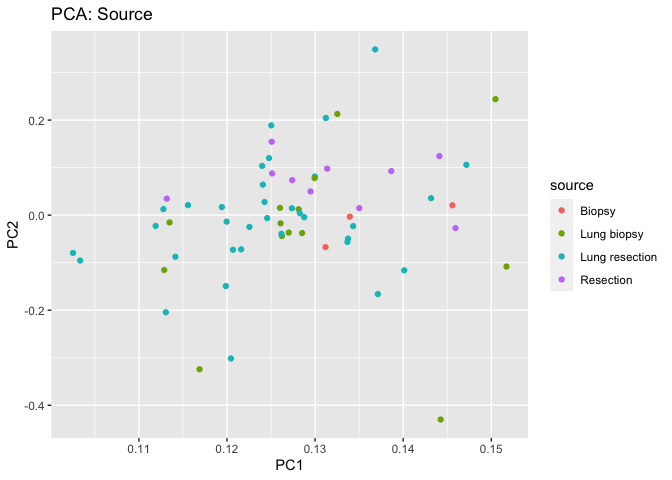 PCA: Source
PC2
0.2
0.0
-0.2
-0.4
0.11
0.12
0.13
0.14
0.15
PC1
source
Biopsy
Lung biopsy
Lung resection
Resection